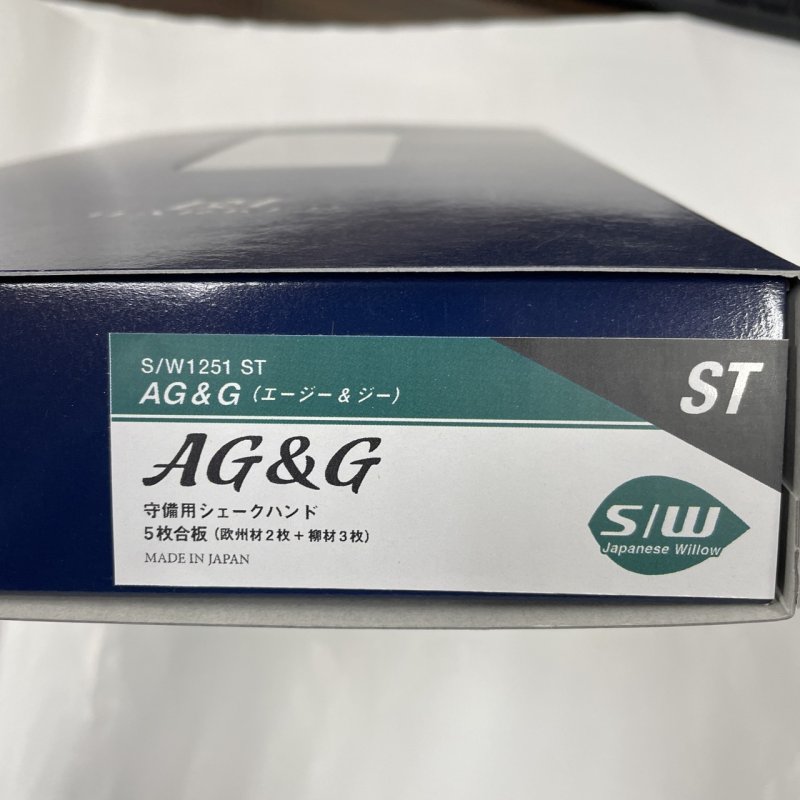 S/W1251 ST
AG&G (エージー&ジー)
ST
AG&G
守備用シェークハンド
5枚合板(欧州材2枚+柳材3枚)
MADE IN JAPAN
S/W
Japanese Willow